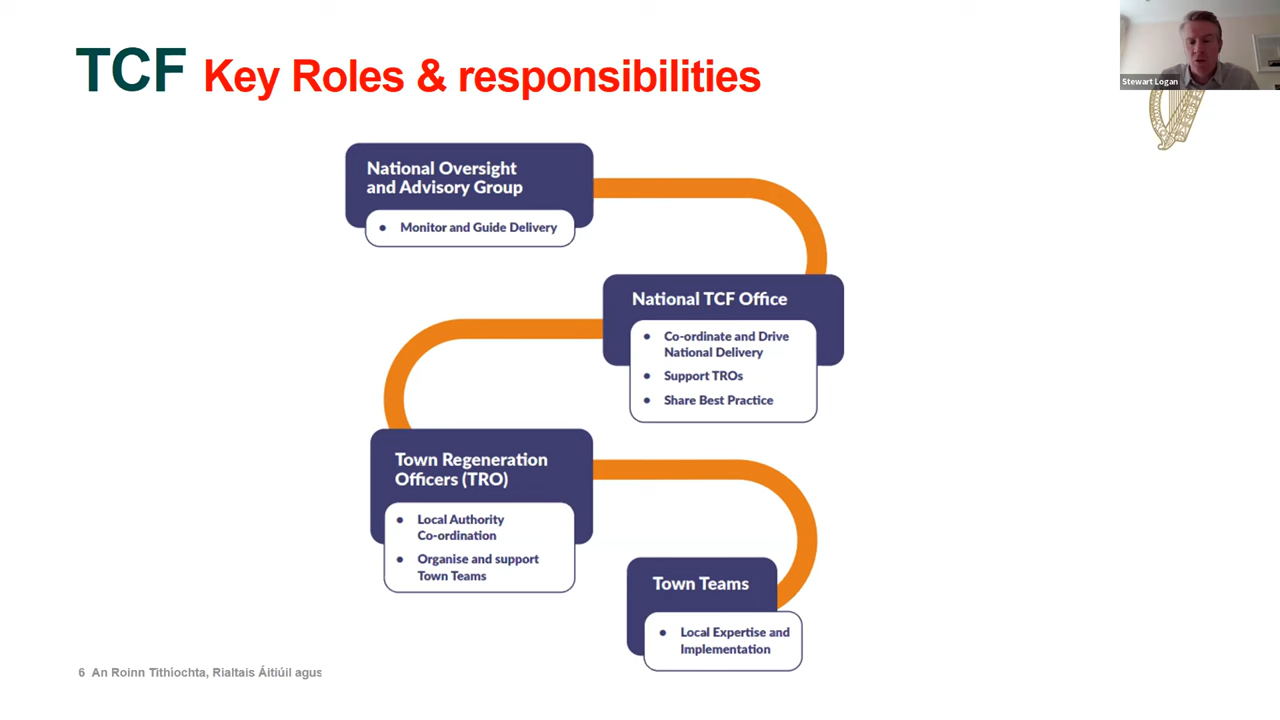 TCF Key Roles & responsibilities
Stewart Logan
National Oversight
and Advisory Group
● Monitor and Guide Delivery
National TCF Office
● Co-ordinate and Drive
National Delivery
● Support TROs
● Share Best Practice
Town Regeneration
Officers (TRO)
● Local Authority
Co-ordination
● Organise and support
Town Teams
Town Teams
● Local Expertise and
Implementation
6 An Roinn Tithíochta, Rialtais Áitiúil agus